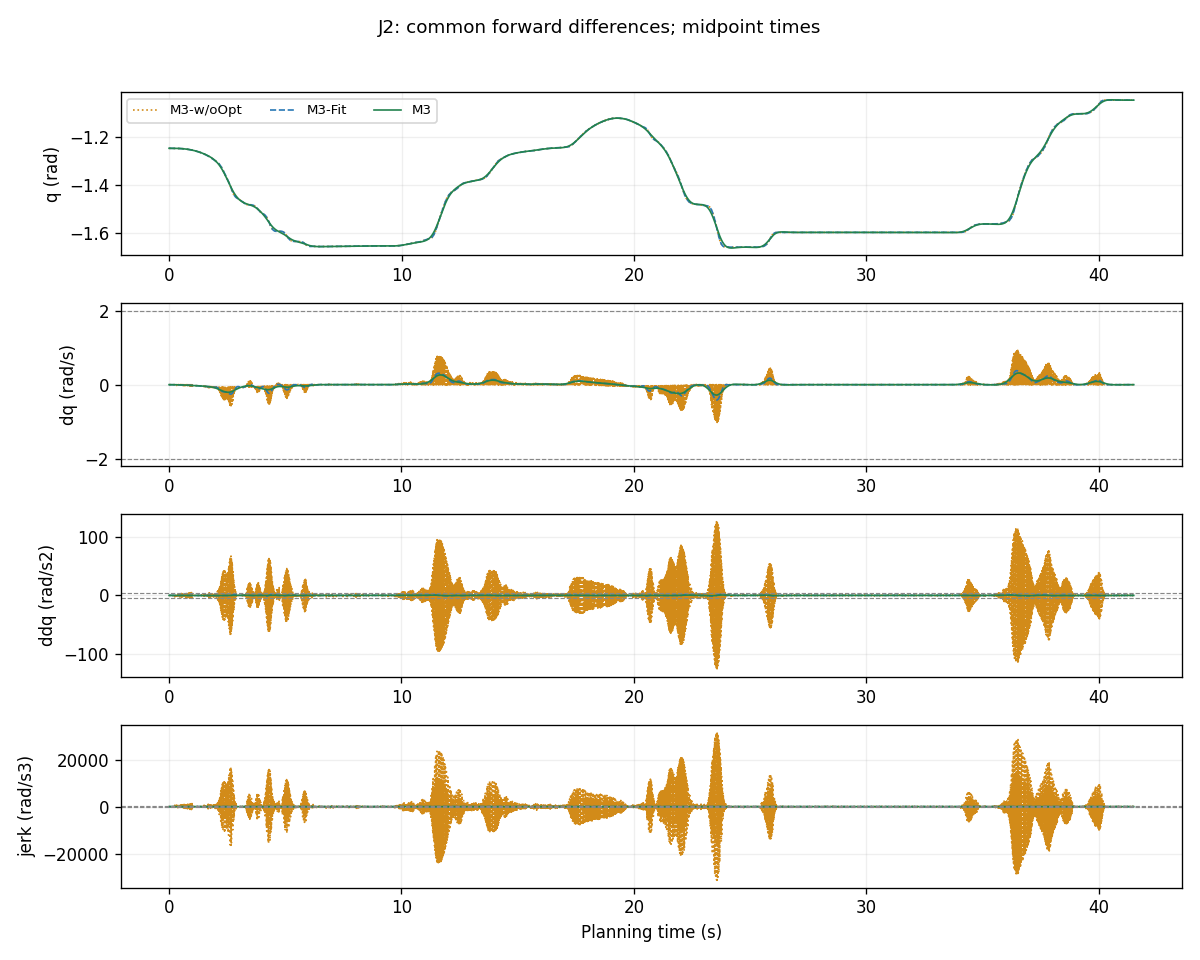 J2: common forward differences; midpoint times
M3-w/oOpt M3-Fit M3
q (rad)
−1.2
−1.4
−1.6
0 10 20 30 40
dq (rad/s)
2
0
−2
0 10 20 30 40
ddq (rad/s2)
100
0
−100
0 10 20 30 40
jerk (rad/s3)
20000
0
−20000
0 10 20 30 40
Planning time (s)